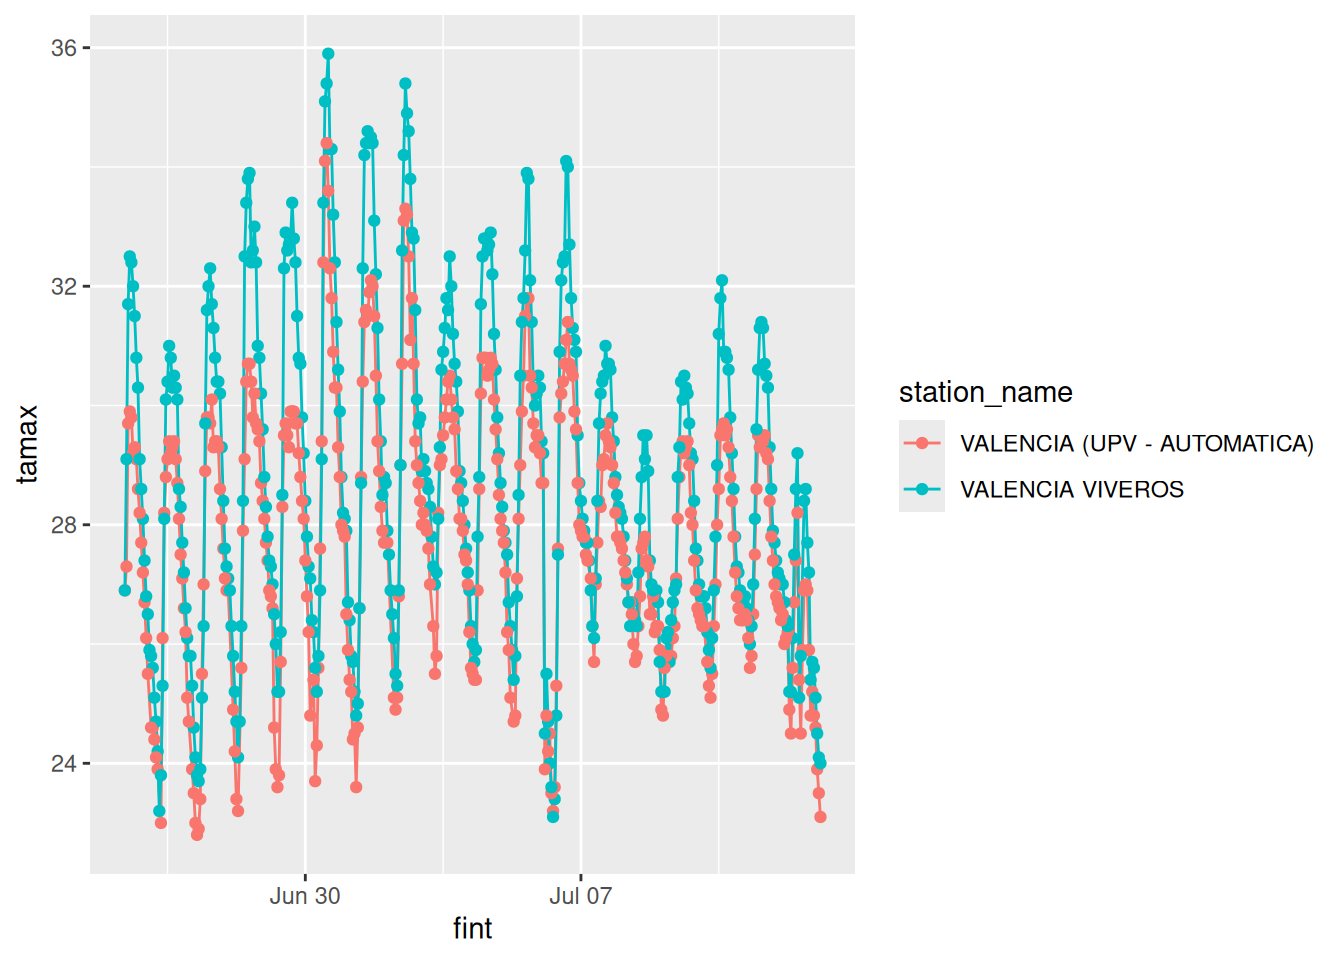 36
32
28
24
tamax
Jun 30
Jul 07
fint
station_name
VALENCIA (UPV - AUTOMATICA)
VALENCIA VIVEROS